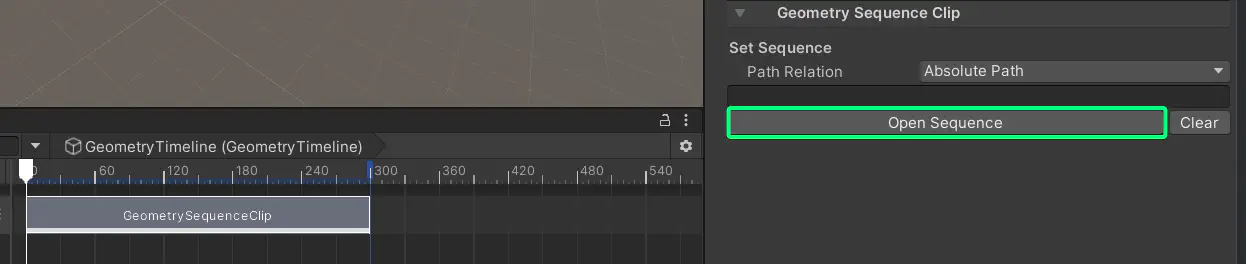 Geometry Sequence Clip
Set Sequence
Path Relation
Absolute Path
Open Sequence
Clear
GeometryTimeline (GeometryTimeline)
0 60 120 180 240 300 360 420 480 540
GeometrySequenceClip